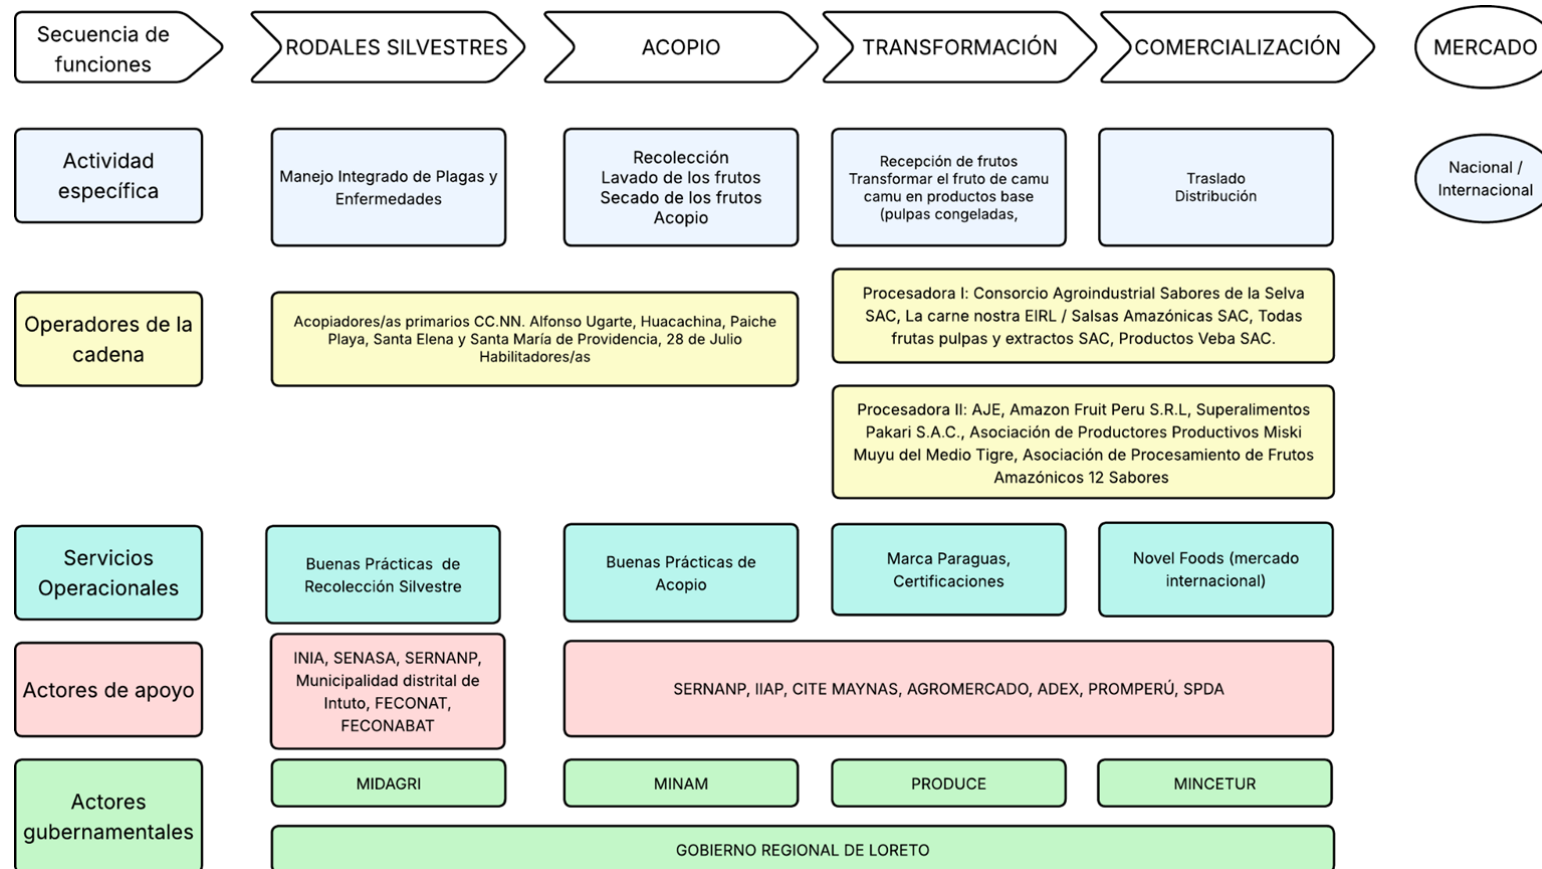 Secuencia de
funciones
RODALES SILVESTRES
ACOPIO
TRANSFORMACIÓN
COMERCIALIZACIÓN
MERCADO
Actividad
específica
Manejo Integrado de Plagas y
Enfermedades
Recolección
Lavado de los frutos
Secado de los frutos
Acopio
Recepción de frutos
Transformar el fruto de camu
camu en productos base
(pulpas congeladas,
Traslado
Distribución
Nacional /
Internacional
Operadores de la
cadena
Acopiadores/as primarios CC.NN. Alfonso Ugarte, Huacachina, Paiche
Playa, Santa Elena y Santa María de Providencia, 28 de Julio
Habilitadores/as
Procesadora I: Consorcio Agroindustrial Sabores de la Selva
SAC, La carne nostra EIRL / Salsas Amazónicas SAC, Todas
frutas pulpas y extractos SAC, Productos Veba SAC.
Procesadora II: AJE, Amazon Fruit Peru S.R.L, Superalimentos
Pakari S.A.C., Asociación de Productores Productivos Miski
Muyu del Medio Tigre, Asociación de Procesamiento de Frutos
Amazónicos 12 Sabores
Servicios
Operacionales
Buenas Prácticas de
Recolección Silvestre
Buenas Prácticas de
Acopio
Marca Paraguas,
Certificaciones
Novel Foods (mercado
internacional)
Actores de apoyo
INIA, SENASA, SERNANP,
Municipalidad distrital de
Intuto, FECONAT,
FECONABAT
SERNANP, IIAP, CITE MAYNAS, AGROMERCADO, ADEX, PROMPERÚ, SPDA
Actores
gubernamentales
MIDAGRI
MINAM
PRODUCE
MINCETUR
GOBIERNO REGIONAL DE LORETO